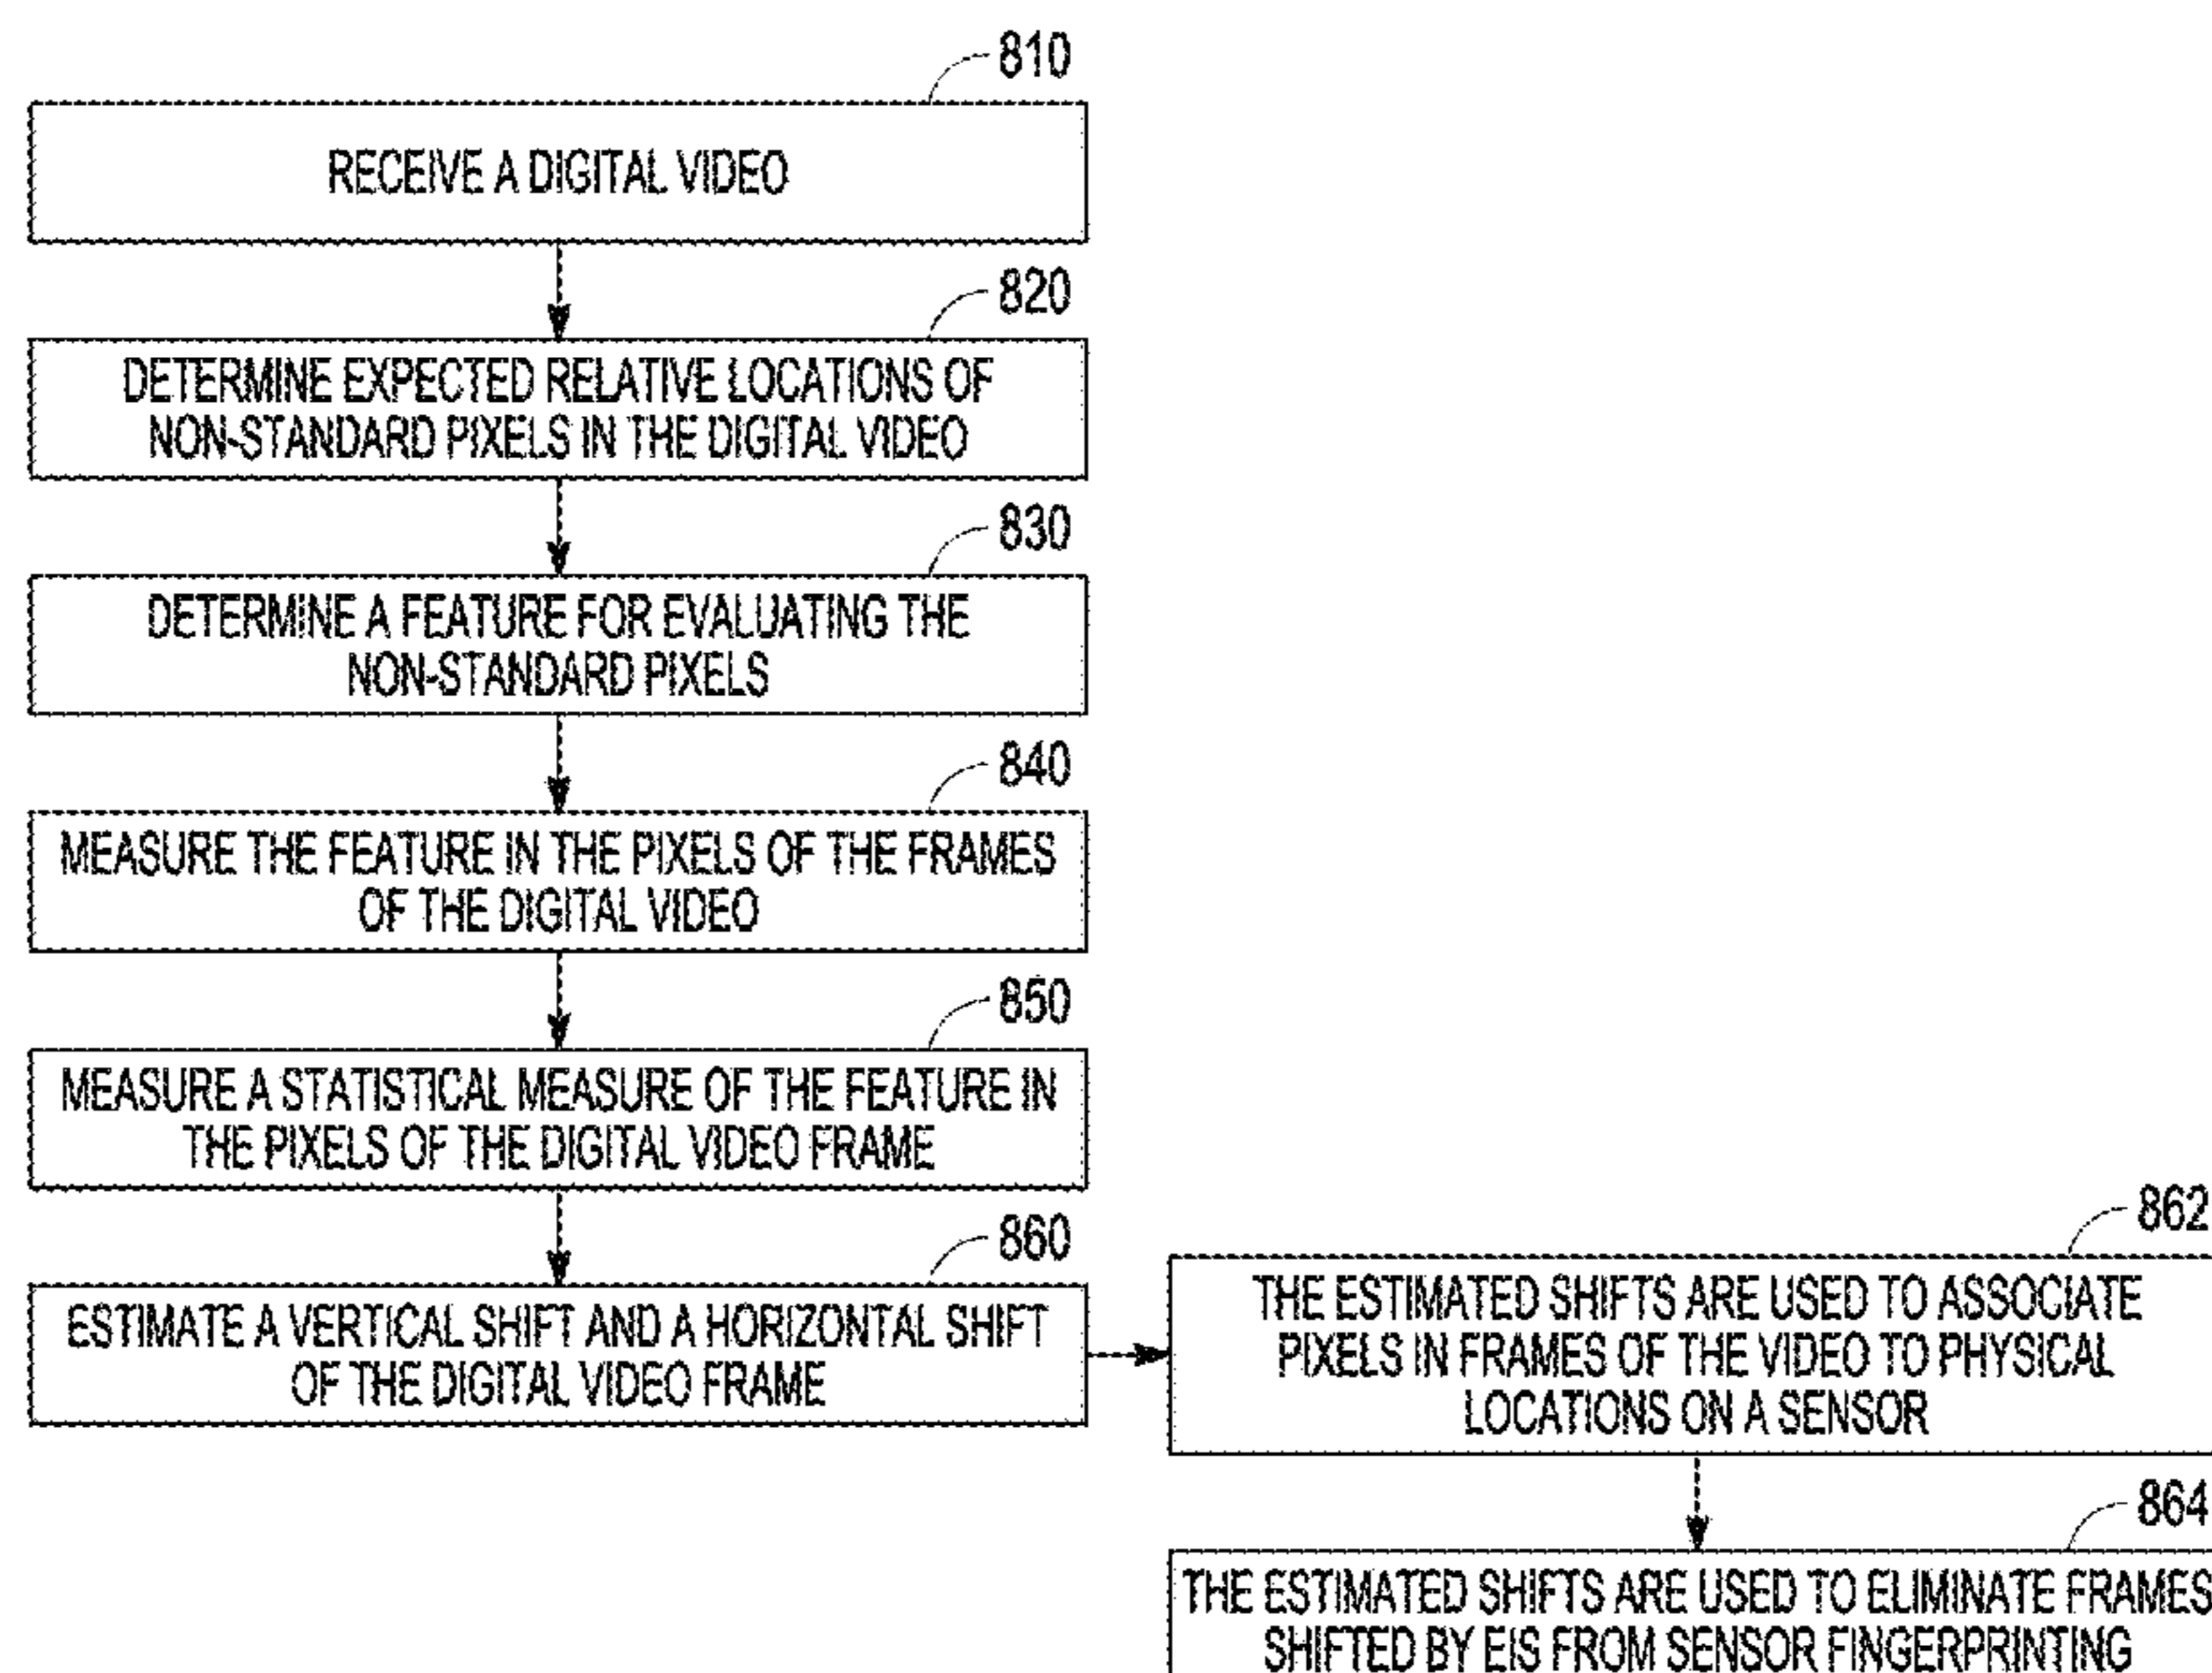 810
RECEIVE A DIGITAL VIDEO
820
DETERMINE EXPECTED RELATIVE LOCATIONS OF
NON-STANDARD PIXELS IN THE DIGITAL VIDEO
830
DETERMINE A FEATURE FOR EVALUATING THE
NON-STANDARD PIXELS
840
MEASURE THE FEATURE IN THE PIXELS OF THE FRAMES
OF THE DIGITAL VIDEO
850
MEASURE A STATISTICAL MEASURE OF THE FEATURE IN
THE PIXELS OF THE DIGITAL VIDEO FRAME
860
ESTIMATE A VERTICAL SHIFT AND A HORIZONTAL SHIFT
OF THE DIGITAL VIDEO FRAME
862
THE ESTIMATED SHIFTS ARE USED TO ASSOCIATE
PIXELS IN FRAMES OF THE VIDEO TO PHYSICAL
LOCATIONS ON A SENSOR
864
THE ESTIMATED SHIFTS ARE USED TO ELIMINATE FRAMES
SHIFTED BY EIS FROM SENSOR FINGERPRINTING